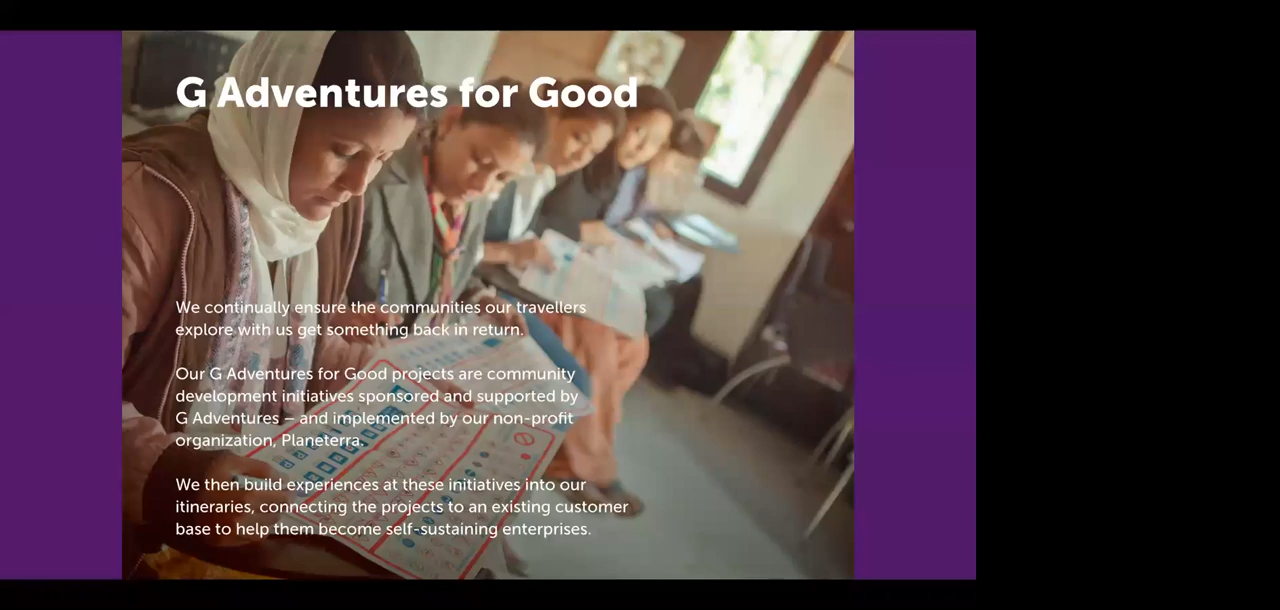 G Adventures for Good
We continually ensure the communities our travellers
explore with us get something back in return.
Our G Adventures for Good projects are community
development initiatives sponsored and supported by
G Adventures – and implemented by our non-profit
organization, Planeterra.
We then build experiences at these initiatives into our
itineraries, connecting the projects to an existing customer
base to help them become self-sustaining enterprises.